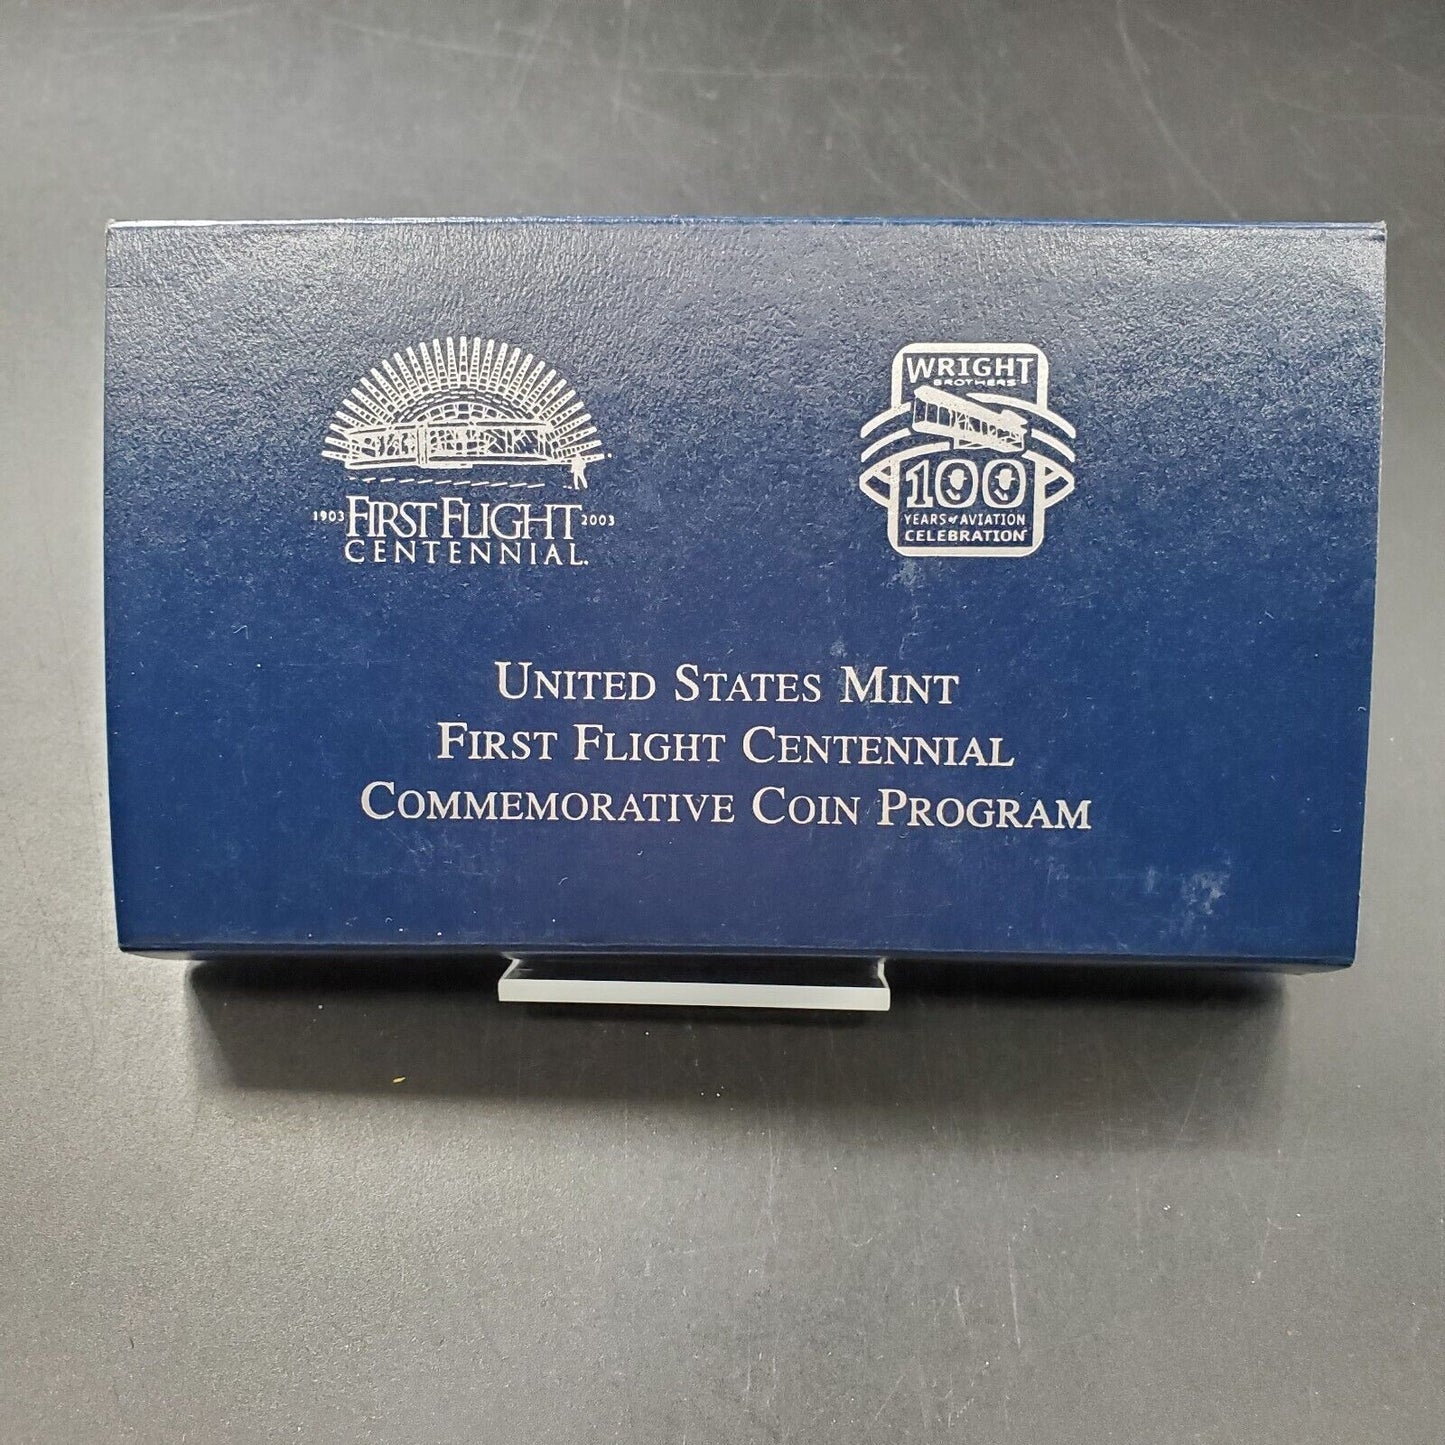 1903 FIRST FLIGHT 2003
CENTENNIAL.
WRIGHT
BROTHERS
100
YEARS of AVIATION
CELEBRATION
UNITED STATES MINT
FIRST FLIGHT CENTENNIAL
COMMEMORATIVE COIN PROGRAM